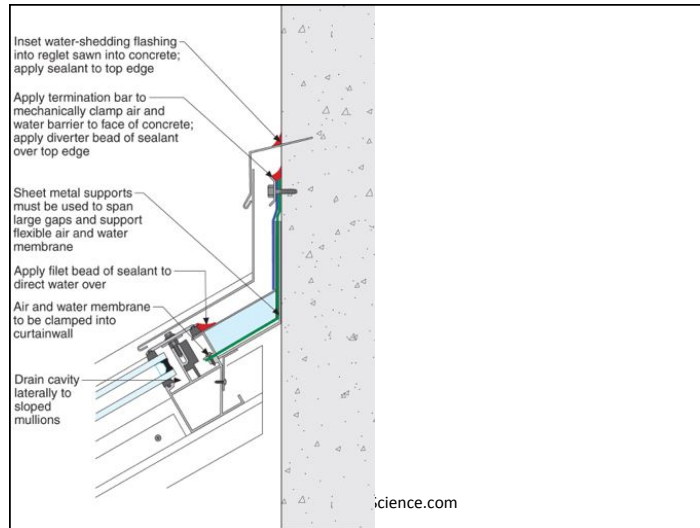 Inset water-shedding flashing
into reglet sawn into concrete;
apply sealant to top edge
Apply termination bar to
mechanically clamp air and
water barrier to face of concrete;
apply diverter bead of sealant
over top edge
Sheet metal supports
must be used to span
large gaps and support
flexible air and water
membrane
Apply filet bead of sealant to
direct water over
Air and water membrane
to be clamped into
curtainwall
Drain cavity
laterally to
sloped
mullions
Science.com